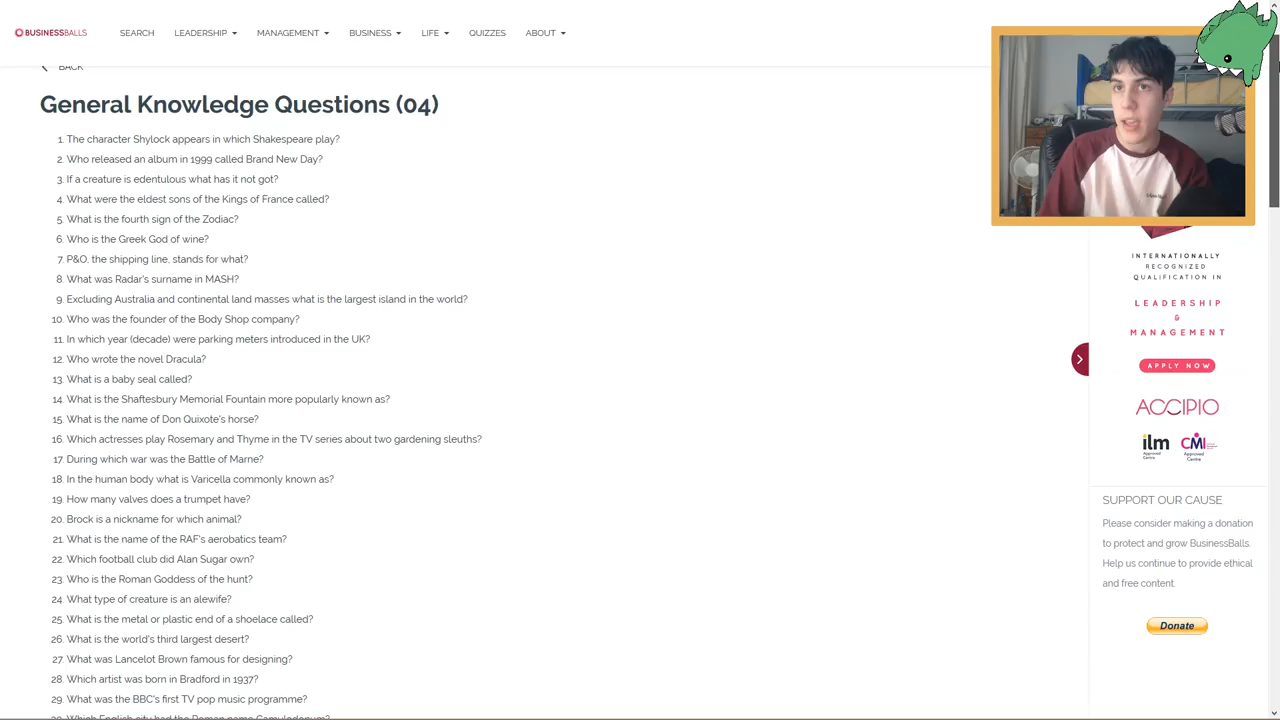 BUSINESSBALLS
SEARCH
LEADERSHIP
MANAGEMENT
BUSINESS
LIFE
QUIZZES
ABOUT
BACK
General Knowledge Questions (04)
1. The character Shylock appears in which Shakespeare play?
2. Who released an album in 1999 called Brand New Day?
3. If a creature is edentulous what has it not got?
4. What were the eldest sons of the Kings of France called?
5. What is the fourth sign of the Zodiac?
6. Who is the Greek God of wine?
7. P&O. the shipping line, stands for what?
8. What was Radar's surname in MASH?
9. Excluding Australia and continental land masses what is the largest island in the world?
10. Who was the founder of the Body Shop company?
11. In which year (decade) were parking meters introduced in the UK?
12. Who wrote the novel Dracula?
13. What is a baby seal called?
14. What is the Shaftesbury Memorial Fountain more popularly known as?
15. What is the name of Don Quixote's horse?
16. Which actresses play Rosemary and Thyme in the TV series about two gardening sleuths?
17. During which war was the Battle of Marne?
18. In the human body what is Varicella commonly known as?
19. How many valves does a trumpet have?
20. Brock is a nickname for which animal?
21. What is the name of the RAF's aerobatics team?
22. Which football club did Alan Sugar own?
23. Who is the Roman Goddess of the hunt?
24. What type of creature is an alewife?
25. What is the metal or plastic end of a shoelace called?
26. What is the world's third largest desert?
27. What was Lancelot Brown famous for designing?
28. Which artist was born in Bradford in 1937?
29. What was the BBC's first TV pop music programme?
30. Which English city had the Roman name Camulodonum?
INTERNATIONALLY
RECOGNIZED
QUALIFICATION IN
LEADERSHIP
&
MANAGEMENT
APPLY NOW
ACCIPIO
ilm
Approved
Centre
CMI
Approved
Centre
SUPPORT OUR CAUSE
Please consider making a donation
to protect and grow BusinessBalls.
Help us continue to provide ethical
and free content
Donate